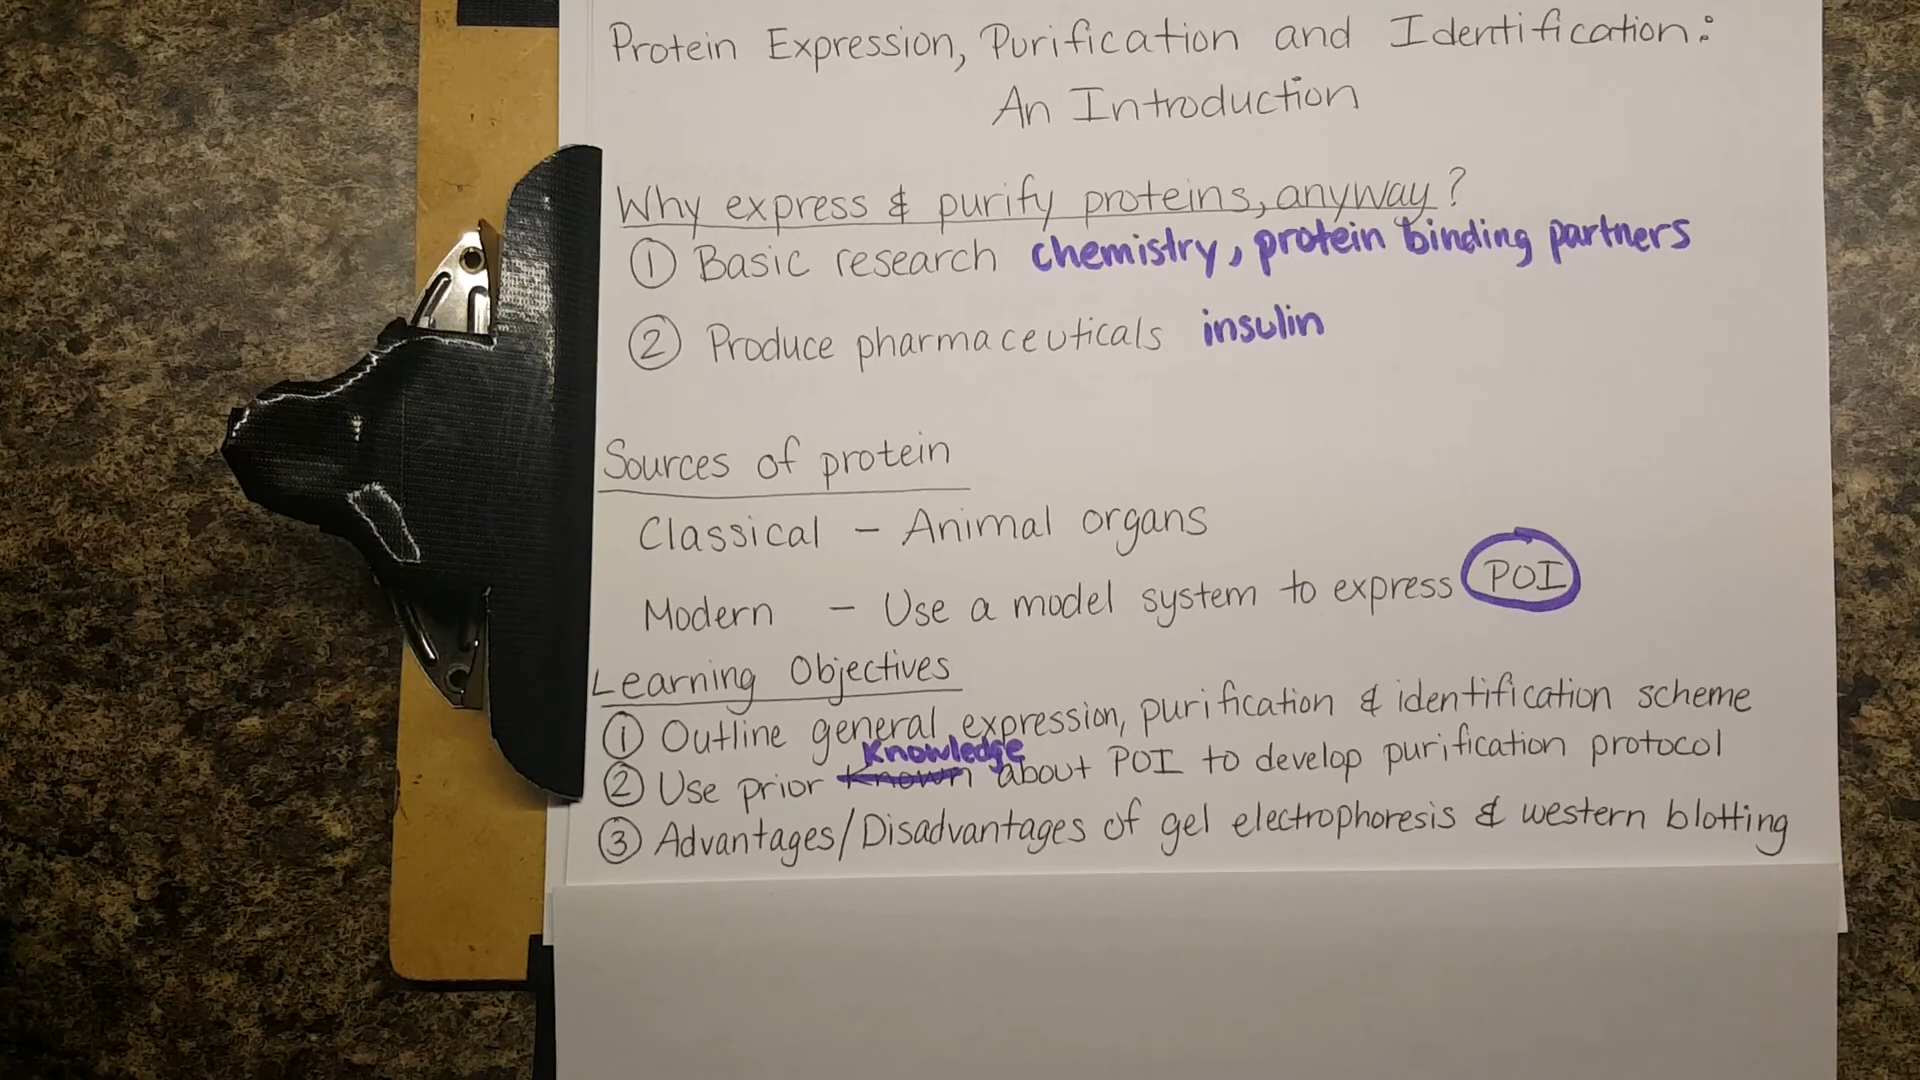 Protein Expression, Purification and Identification:
An Introduction
Why express & purify proteins, anyway?
① Basic research chemistry, protein binding partners
② Produce pharmaceuticals insulin
Sources of protein
Classical – Animal organs
Modern – Use a model system to express POI
Learning Objectives
① Outline general expression, purification & identification scheme
② Use prior known Knowledge about POI to develop purification protocol
③ Advantages/Disadvantages of gel electrophoresis & western blotting